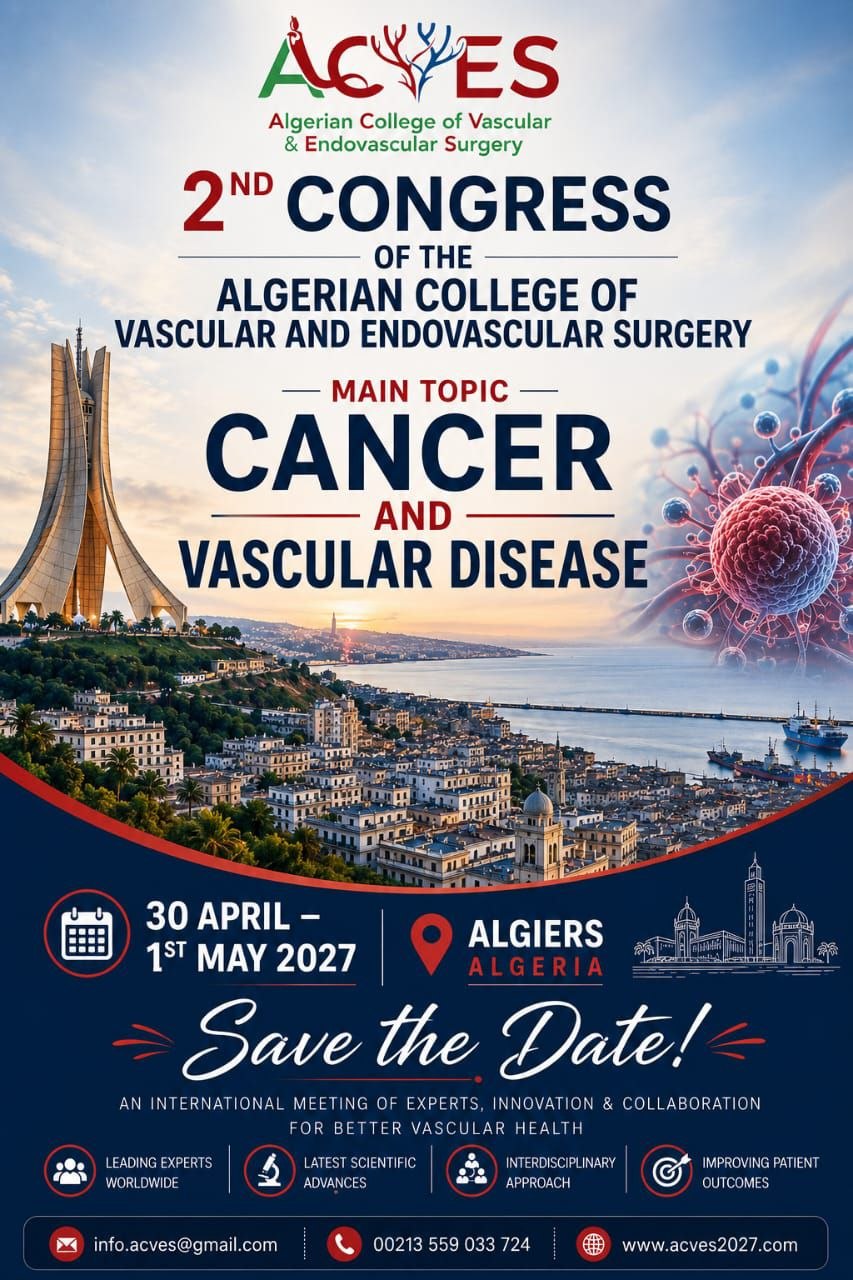 ACVES
Algerian College of Vascular
& Endovascular Surgery
2ND CONGRESS
OF THE
ALGERIAN COLLEGE OF
VASCULAR AND ENDOVASCULAR SURGERY
MAIN TOPIC
CANCER
AND
VASCULAR DISEASE
30 APRIL –
1ST MAY 2027
ALGIERS
ALGERIA
Save the Date!
AN INTERNATIONAL MEETING OF EXPERTS, INNOVATION & COLLABORATION
FOR BETTER VASCULAR HEALTH
LEADING EXPERTS
WORLDWIDE
LATEST SCIENTIFIC
ADVANCES
INTERDISCIPLINARY
APPROACH
IMPROVING PATIENT
OUTCOMES
info.acves@gmail.com
00213 559 033 724
www.acves2027.com